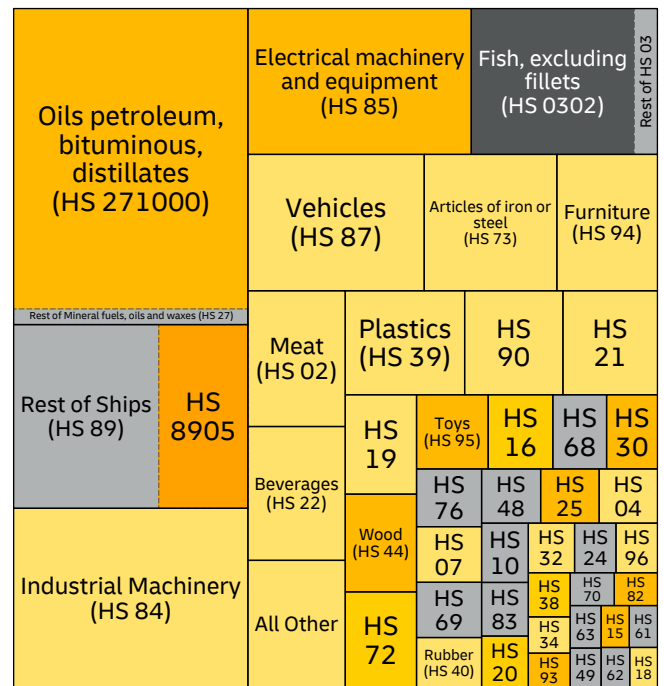 Oils petroleum,
bituminous,
distillates
(HS 271000)
Rest of Mineral fuels, oils and waxes (HS 27)
Rest of Ships
(HS 89)
HS
8905
Industrial Machinery
(HS 84)
Electrical machinery
and equipment
(HS 85)
Fish, excluding
fillets
(HS 0302)
Rest of HS 03
Vehicles
(HS 87)
Articles of iron or
steel
(HS 73)
Furniture
(HS 94)
Meat
(HS 02)
Beverages
(HS 22)
All Other
Plastics
(HS 39)
HS
90
HS
21
HS
19
Wood
(HS 44)
HS
72
Toys
(HS 95)
HS
16
HS
68
HS
30
HS
76
HS
48
HS
25
HS
04
HS
07
HS
10
HS
32
HS
24
HS
96
HS
69
HS
83
HS
38
HS
70
HS
82
HS
34
HS
63
HS
15
HS
61
Rubber
(HS 40)
HS
20
HS
93
HS
49
HS
62
HS
18